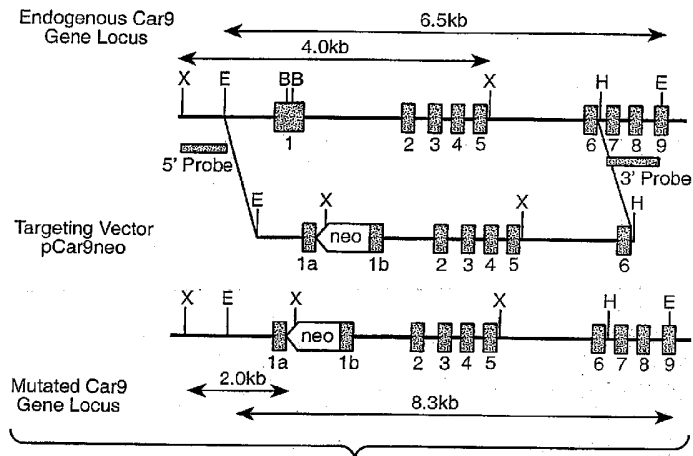 Endogenous Car9
Gene Locus
6.5kb
4.0kb
X E BB X H E
1 2 3 4 5 6 7 8 9
5' Probe
3' Probe
Targeting Vector
pCar9neo
E X X H
neo
1a 1b 2 3 4 5 6
X E X X H E
neo
1a 1b 2 3 4 5 6 7 8 9
Mutated Car9
Gene Locus
2.0kb
8.3kb